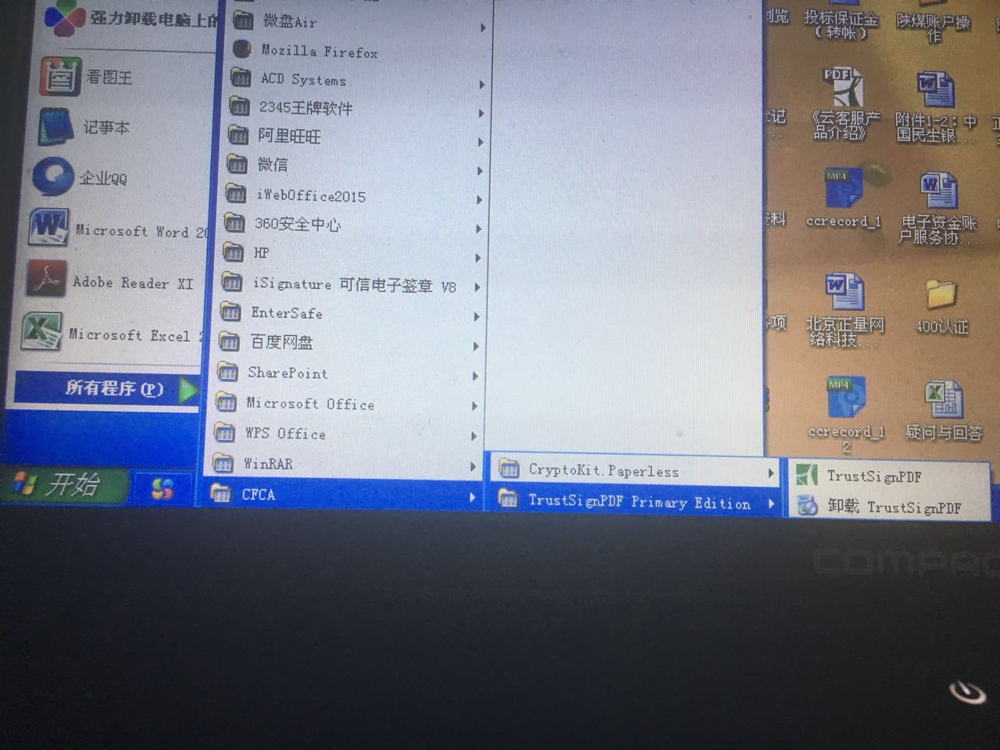 强力卸载电脑上的
看图王
记事本
企业QQ
Microsoft Word 20
Adobe Reader XI
Microsoft Excel 2
所有程序(P)
开始
微盘Air
Mozilla Firefox
ACD Systems
2345王牌软件
阿里旺旺
微信
iWebOffice2015
360安全中心
HP
iSignature 可信电子签章 V8
EnterSafe
百度网盘
SharePoint
Microsoft Office
WPS Office
WinRAR
CFCA
CryptoKit.Paperless
TrustSignPDF Primary Edition
TrustSignPDF
卸载 TrustSignPDF
浏览
投标保证金
(转帐)
陕煤账户操
作
PDF
《云客服产
品介绍》
附件1-2：中
国民生银...
MP4
ccrecord_1
电子资金账
户服务协...
北京正量网
络科技...
400认证
MP4
ccrecord_1
2
疑问与回答
COMPAQ